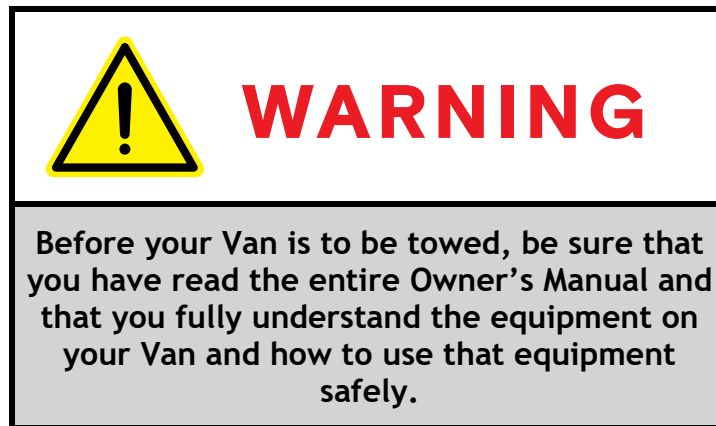 WARNING
Before your Van is to be towed, be sure that
you have read the entire Owner’s Manual and
that you fully understand the equipment on
your Van and how to use that equipment
safely.